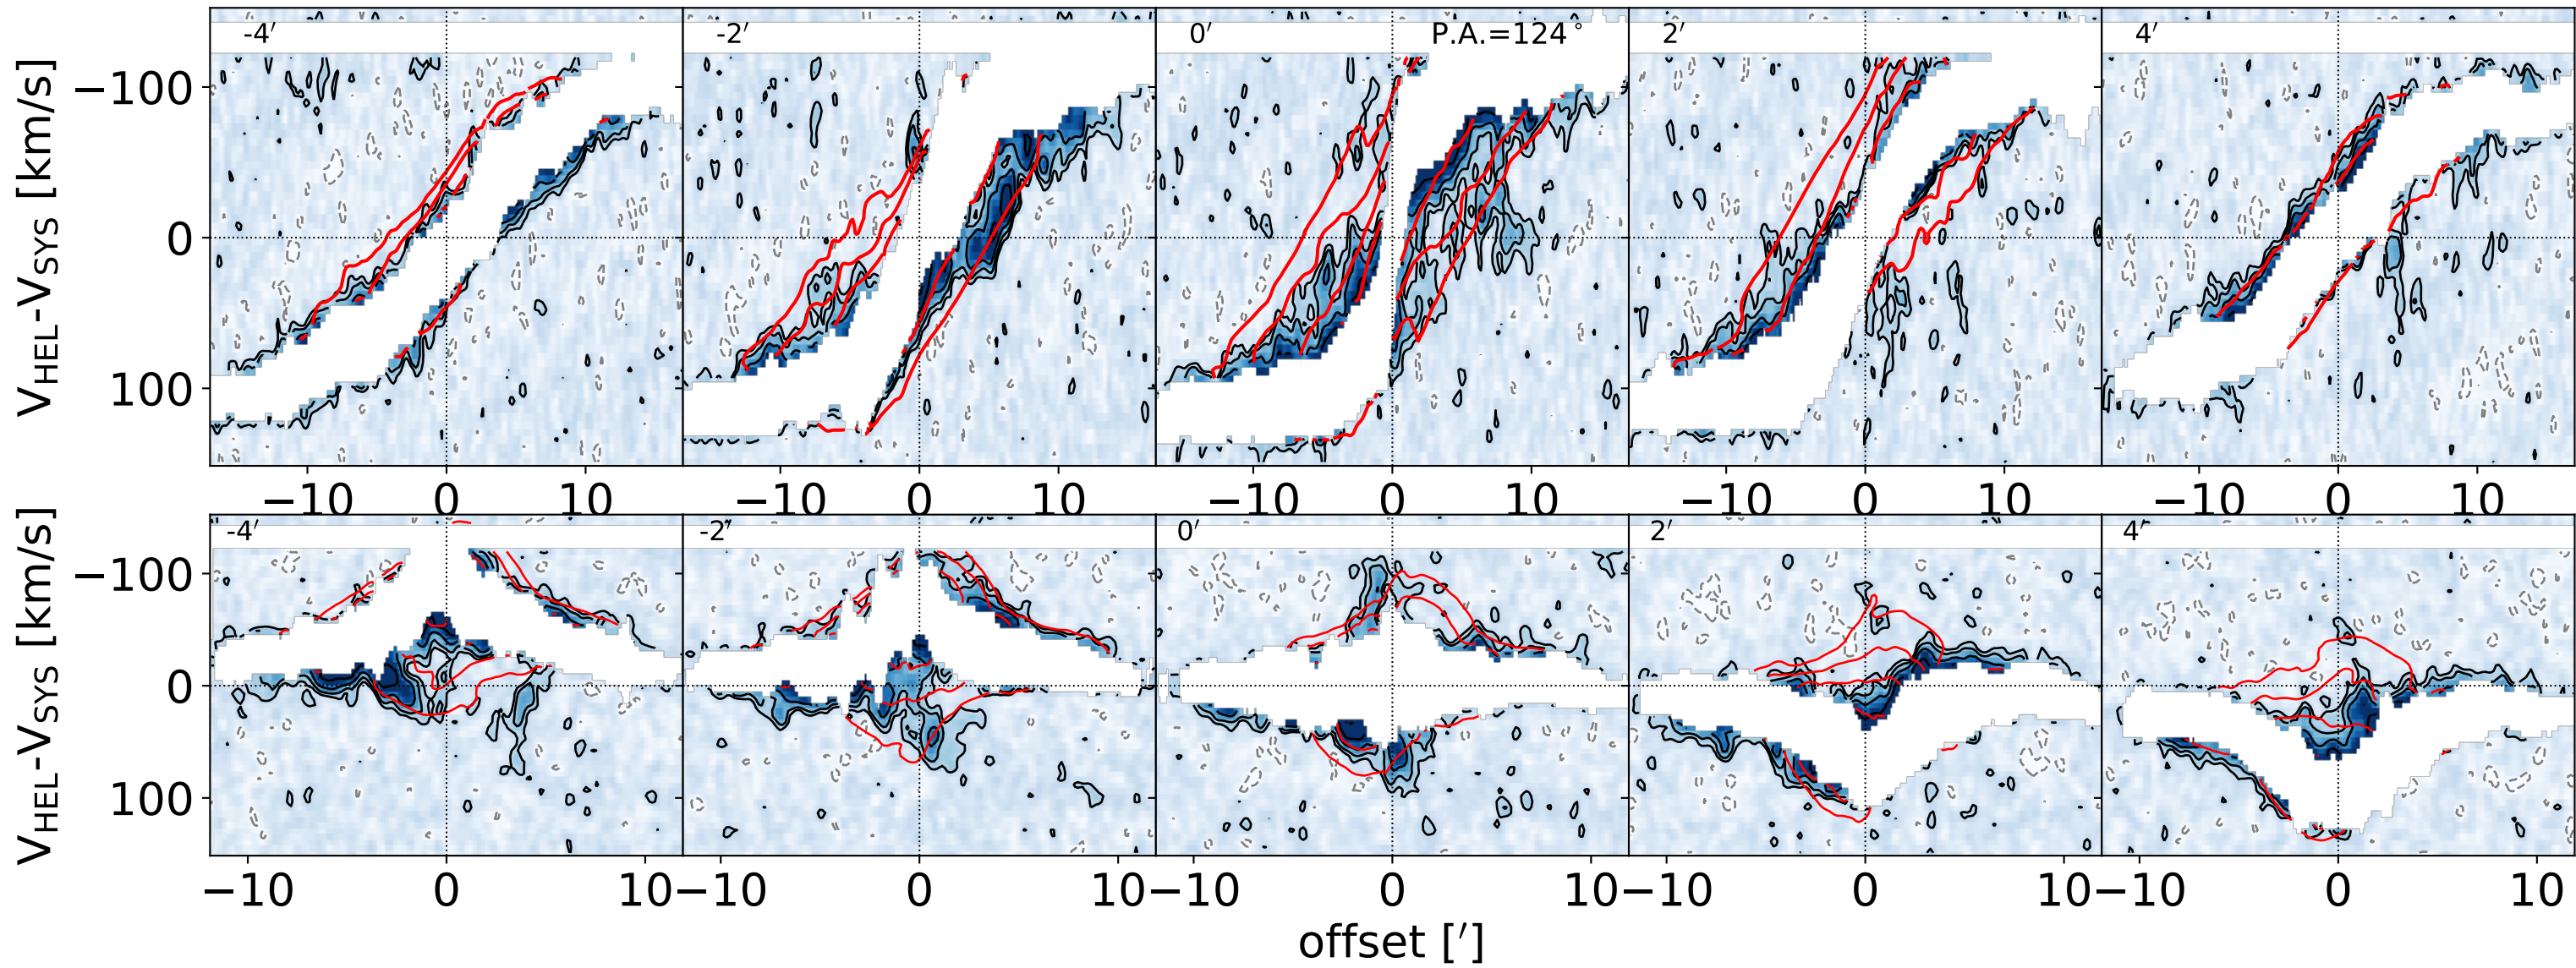 -4′ -2′ 0′ P.A.=124° 2′ 4′
V_HEL-V_SYS [km/s]
−100
0
100
−10 0 10 −10 0 10 −10 0 10 −10 0 10 −10 0 10
-4′ -2′ 0′ 2′ 4′
V_HEL-V_SYS [km/s]
−100
0
100
−10 0 10 −10 0 10 −10 0 10 −10 0 10 −10 0 10
offset [′]